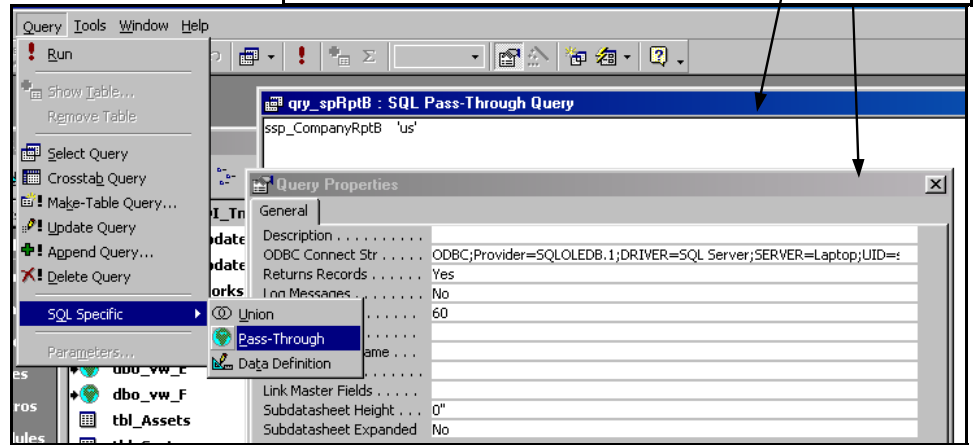 Query Tools Window Help
Run
Show Table...
Remove Table
Select Query
Crosstab Query
Make-Table Query...
Update Query
Append Query...
Delete Query
SQL Specific
Parameters...
Union
Pass-Through
Data Definition
qry_spRptB : SQL Pass-Through Query
ssp_CompanyRptB 'us'
Query Properties
General
Description . . . . . . . . . .
ODBC Connect Str . . . . . ODBC;Provider=SQLOLEDB.1;DRIVER=SQL Server;SERVER=Laptop;UID=
Returns Records . . . . . . Yes
Log Messages . . . . . . . . No
60
ame . . .
Link Master Fields . . . . .
Subdatasheet Height . . . 0"
Subdatasheet Expanded No
pdate
pdate
orks
dbo_vw_E
dbo_vw_F
tbl_Assets
es
ros
ules